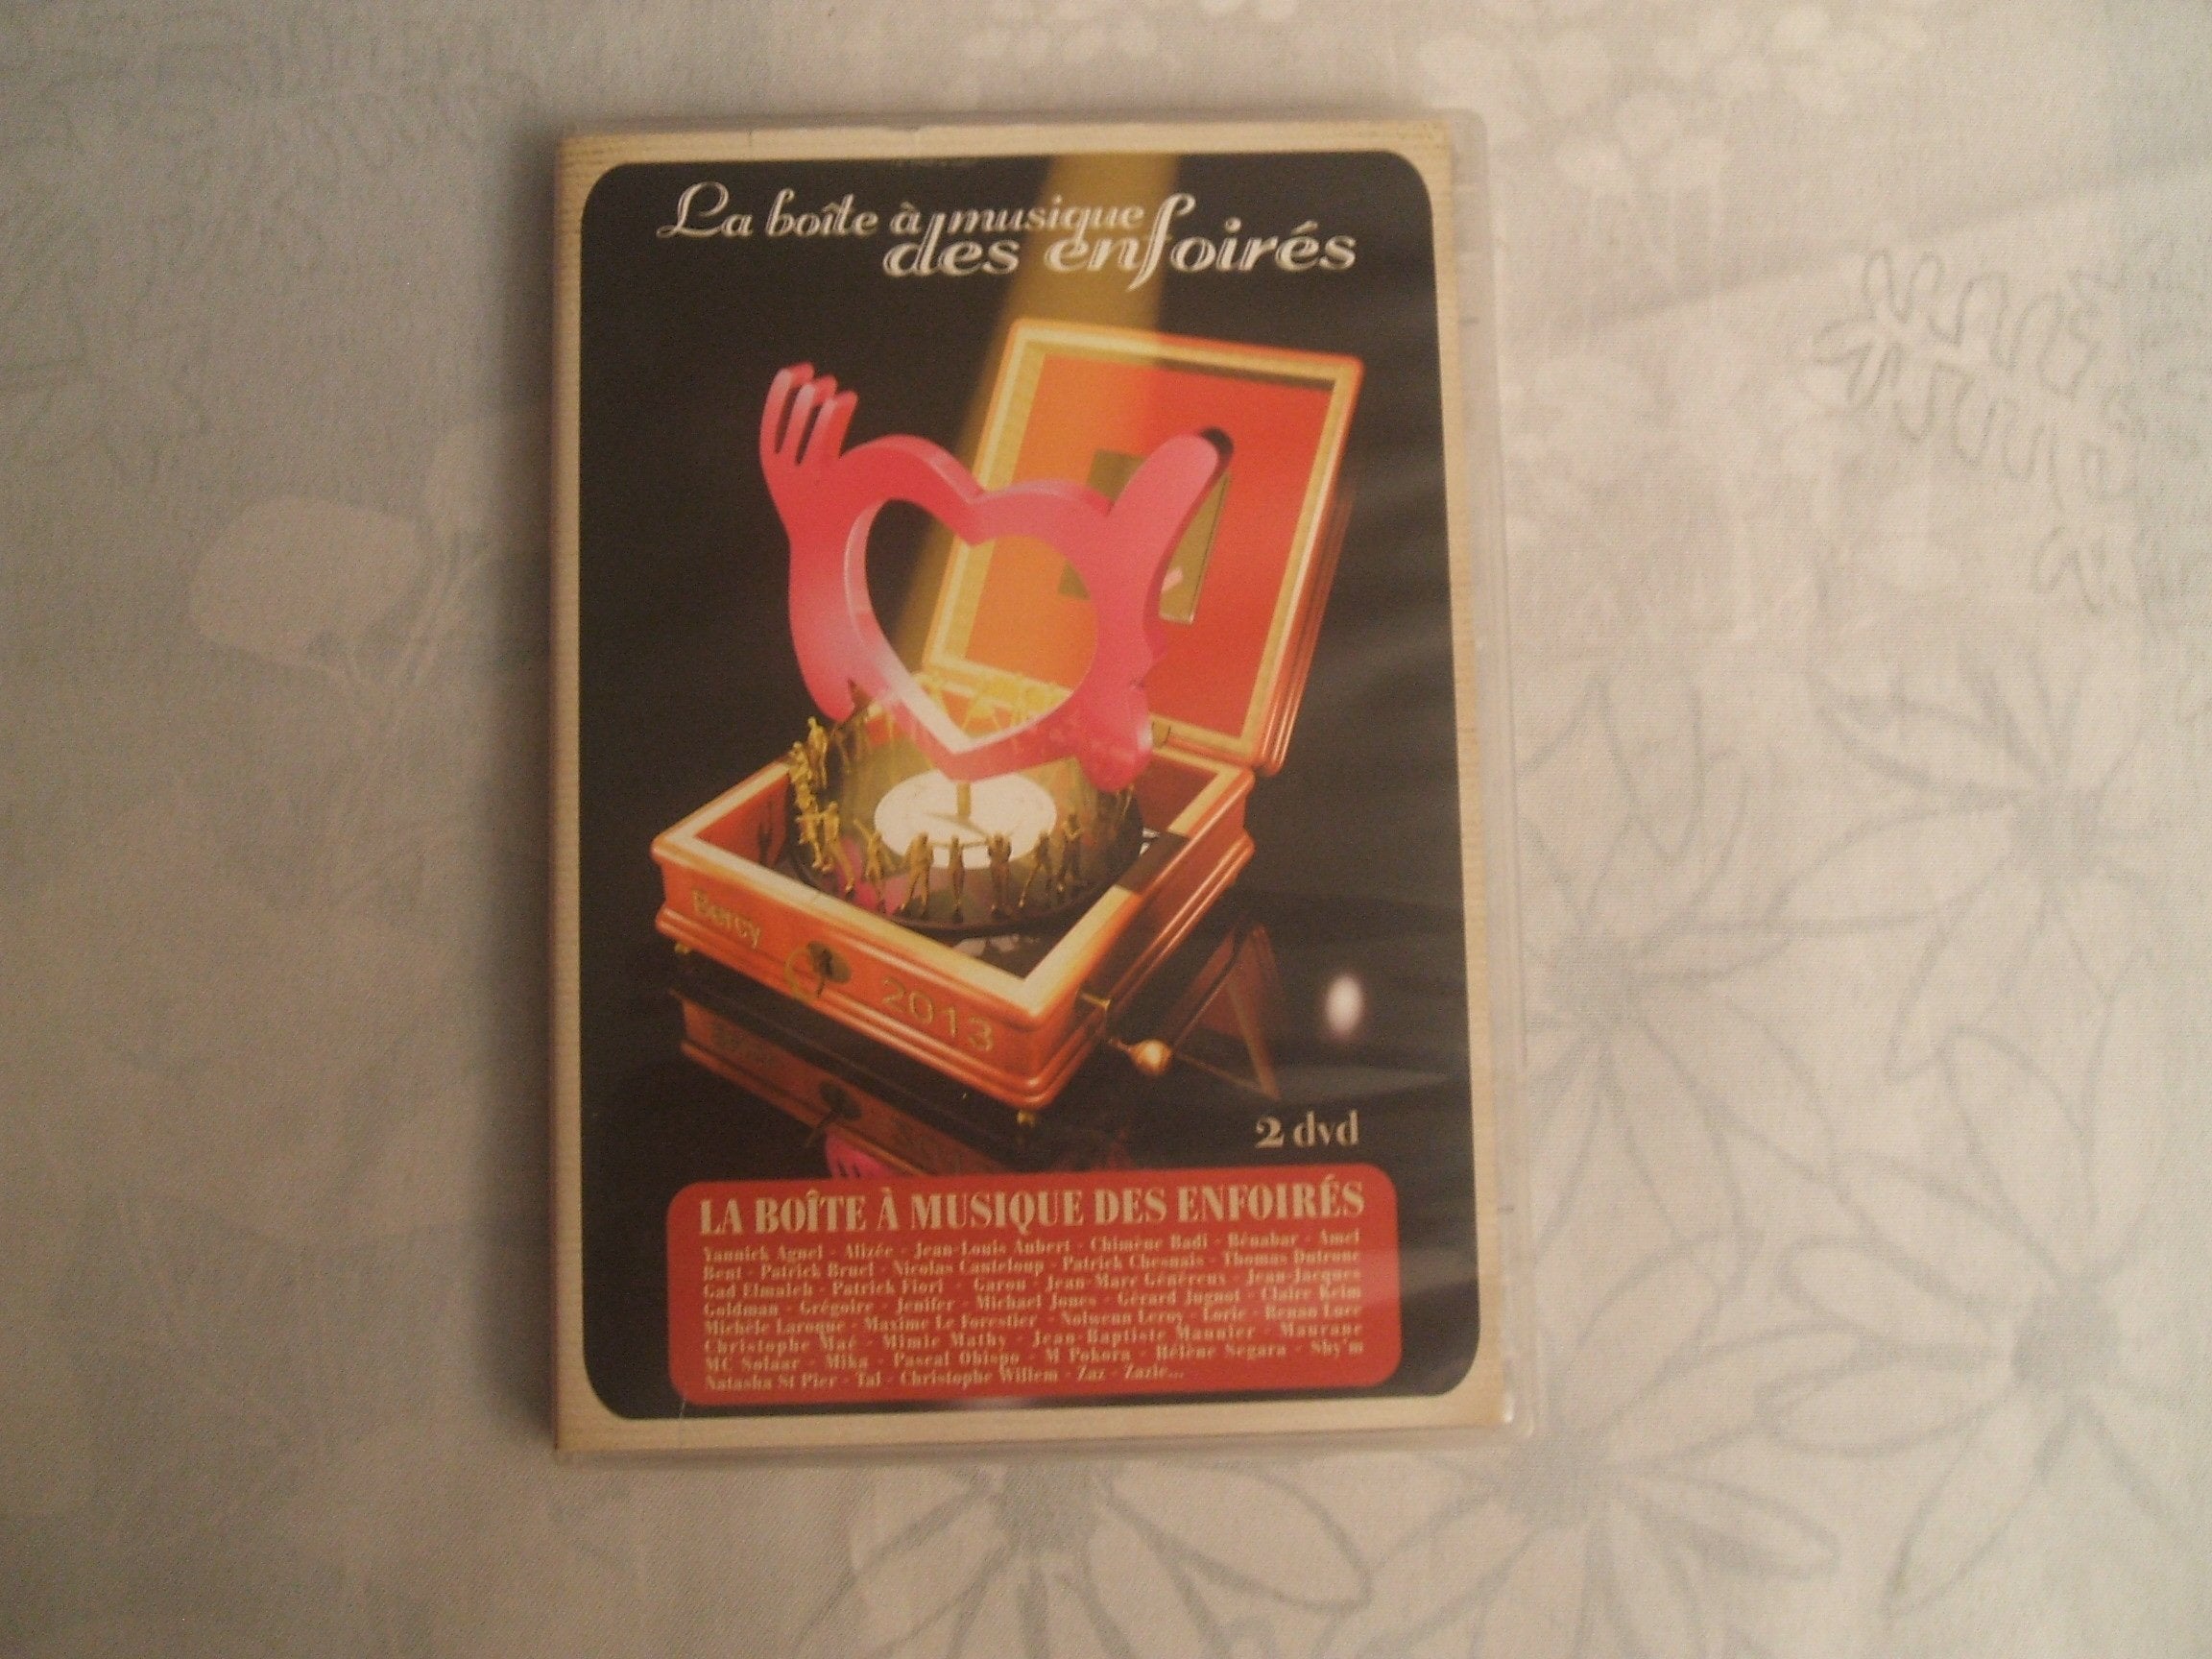 La boîte à musique
des enfoirés
Bercy 2013
2 dvd
LA BOÎTE À MUSIQUE DES ENFOIRÉS
Yannick Agnel - Alizée - Jean-Louis Aubert - Chimène Badi - Bénabar - Amel
Bent - Patrick Bruel - Nicolas Canteloup - Patrick Chesnais - Thomas Dutronc
Gad Elmaleh - Patrick Fiori - Garou - Jean-Marc Généreux - Jean-Jacques
Goldman - Grégoire - Jenifer - Michael Jones - Gérard Jugnot - Claire Keim
Michèle Laroque - Maxime Le Forestier - Nolwenn Leroy - Lorie - Renan Luce
Christophe Maé - Mimie Mathy - Jean-Baptiste Maunier - Maurane
MC Solaar - Mika - Pascal Obispo - M Pokora - Hélène Segara - Shy'm
Natasha St Pier - Tal - Christophe Willem - Zaz - Zazie...